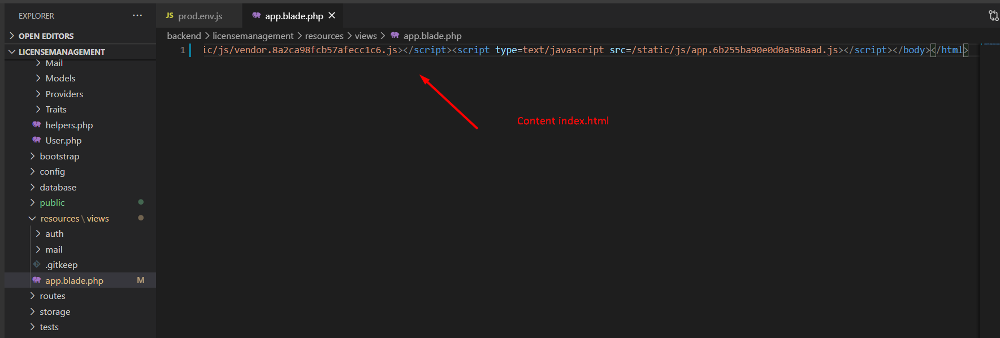 EXPLORER
...
JS prod.env.js
app.blade.php
OPEN EDITORS
backend > licensemanagement > resources > views > app.blade.php
LICENSEMANAGEMENT
1 ic/js/vendor.8a2ca98fcb57afecc1c6.js></script><script type=text/javascript src=/static/js/app.6b255ba90e0d0a588aad.js></script></body></html>
Mail
Models
Providers
Traits
Content index.html
helpers.php
User.php
bootstrap
config
database
public
resources \ views
auth
mail
.gitkeep
app.blade.php M
routes
storage
tests